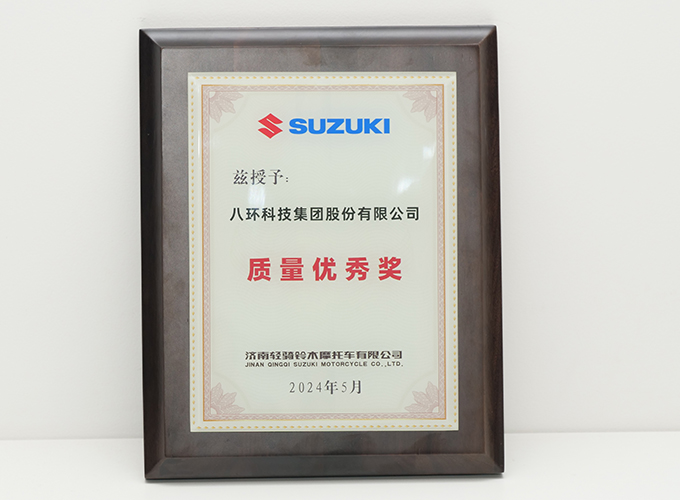 SUZUKI
兹授予：
八环科技集团股份有限公司
质量优秀奖
济南轻骑铃木摩托车有限公司
JINAN QINGQI SUZUKI MOTORCYCLE CO.,LTD.
2024年5月